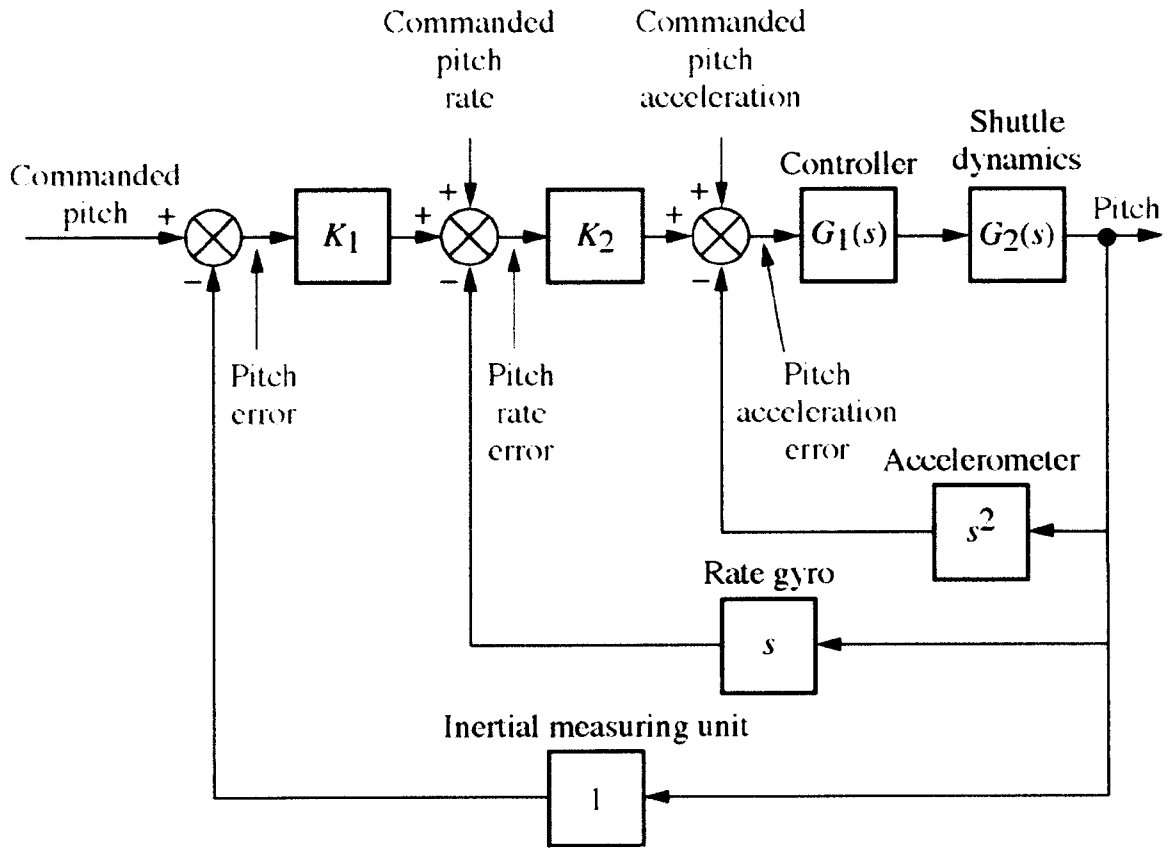 Commanded
pitch
rate
Commanded
pitch
acceleration
Shuttle
dynamics
Controller
Commanded
pitch
Pitch
+
−
K1
+
+
−
K2
+
+
−
G1(s)
G2(s)
Pitch
error
Pitch
rate
error
Pitch
acceleration
error
Accelerometer
s2
Rate gyro
s
Inertial measuring unit
1